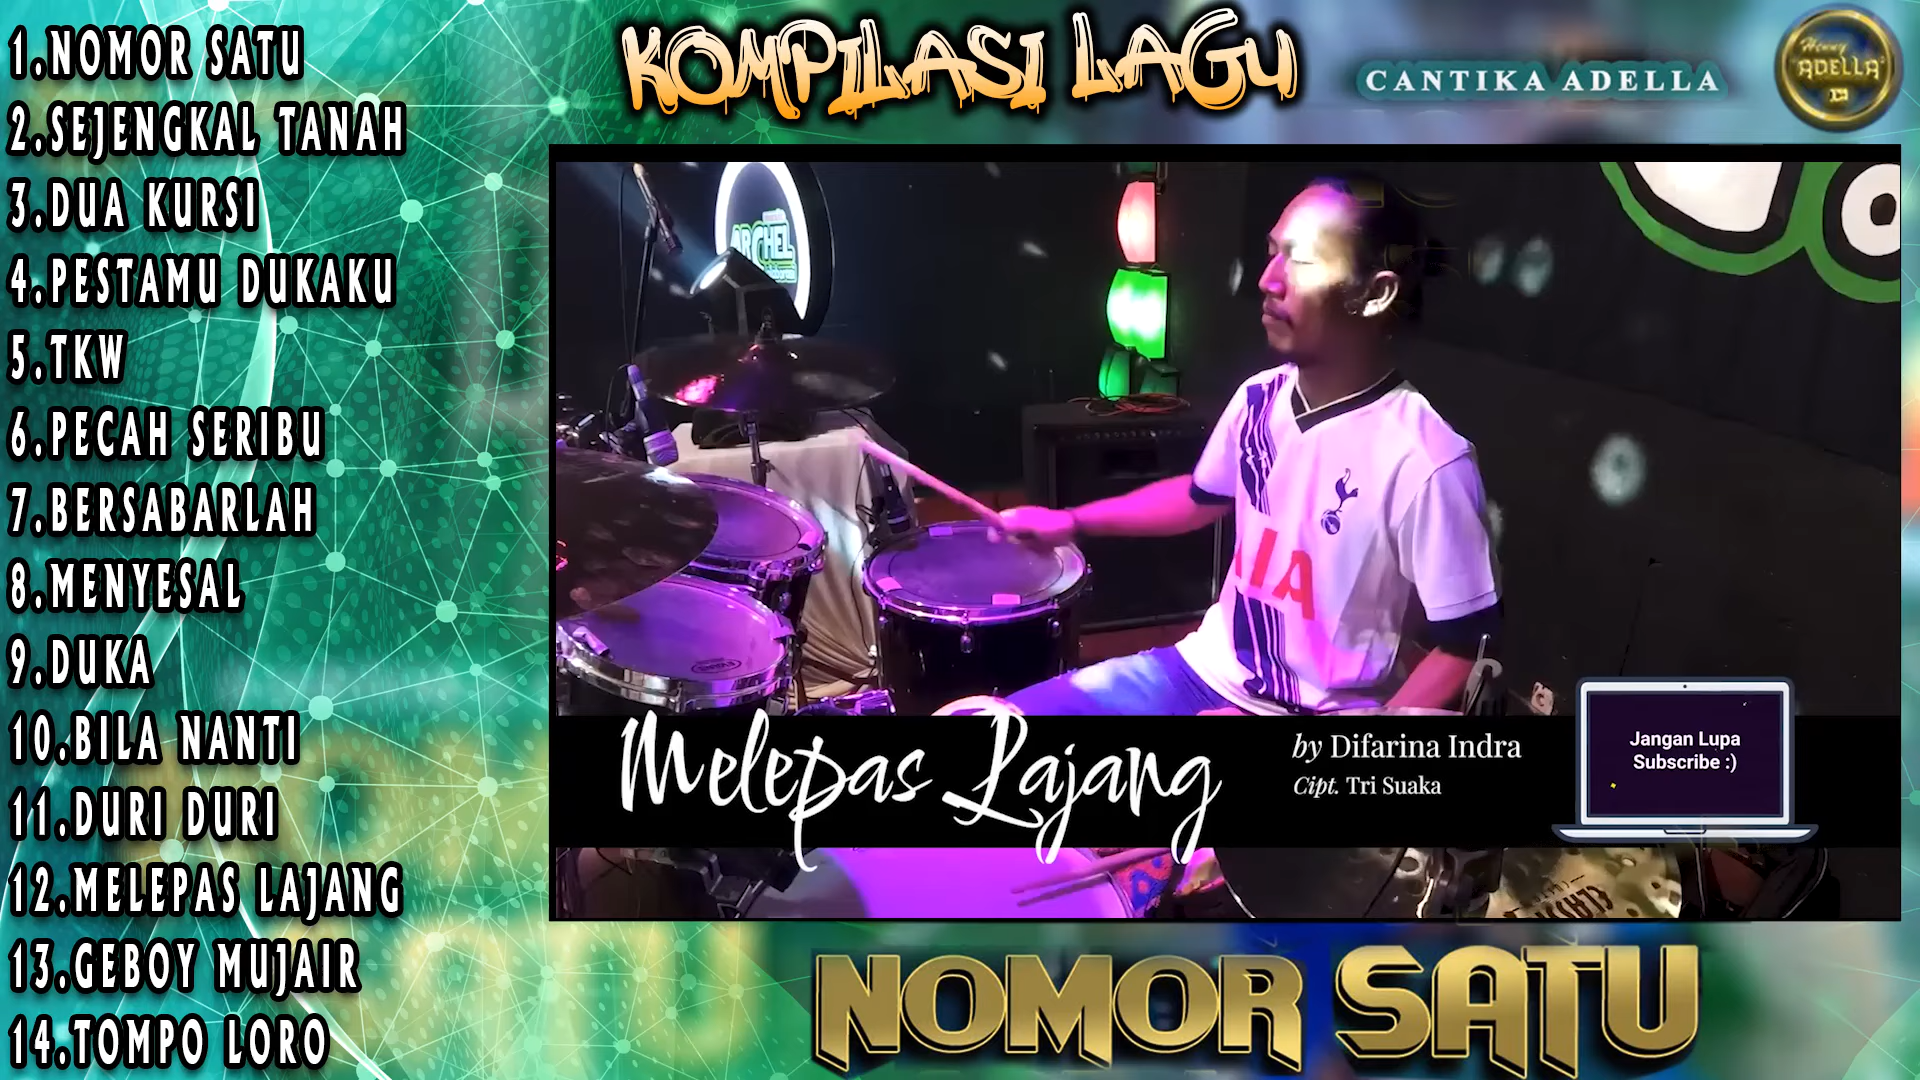 1.NOMOR SATU
2.SEJENGKAL TANAH
3.DUA KURSI
4.PESTAMU DUKAKU
5.TKW
6.PECAH SERIBU
7.BERSABARLAH
8.MENYESAL
9.DUKA
10.BILA NANTI
11.DURI DURI
12.MELEPAS LAJANG
13.GEBOY MUJAIR
14.TOMPO LORO
KOMPILASI LAGU
CANTIKA ADELLA
ADELLA
ARCHEL
AIA
Melepas Lajang
by Difarina Indra
Cipt. Tri Suaka
Jangan Lupa
Subscribe :)
NOMOR SATU